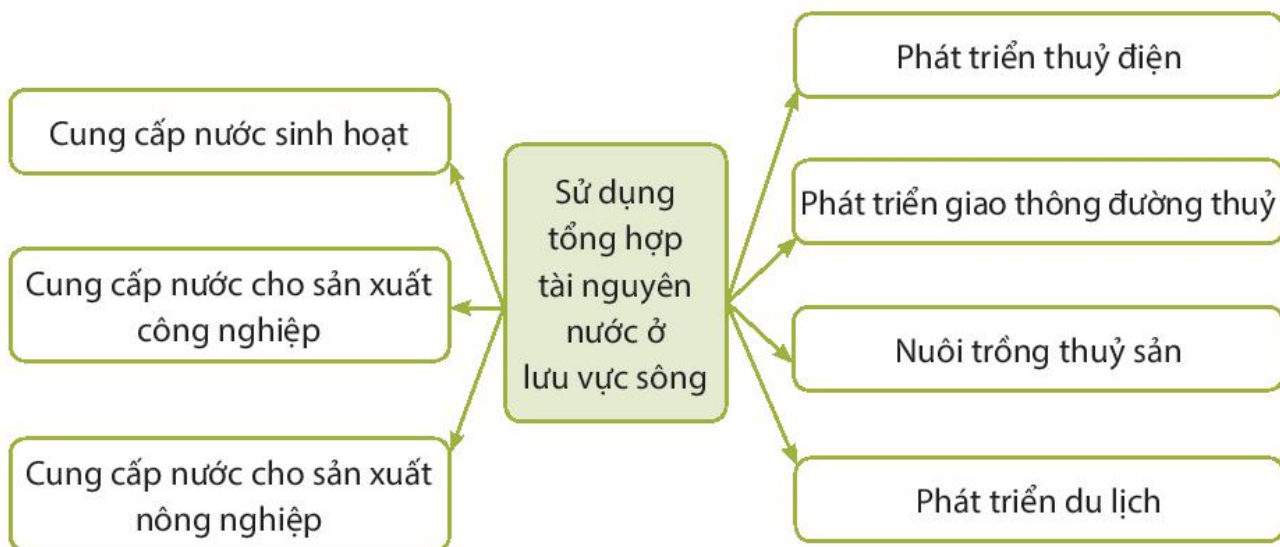 Cung cấp nước sinh hoạt
Cung cấp nước cho sản xuất
công nghiệp
Cung cấp nước cho sản xuất
nông nghiệp
Sử dụng
tổng hợp
tài nguyên
nước ở
lưu vực sông
Phát triển thuỷ điện
Phát triển giao thông đường thuỷ
Nuôi trồng thuỷ sản
Phát triển du lịch